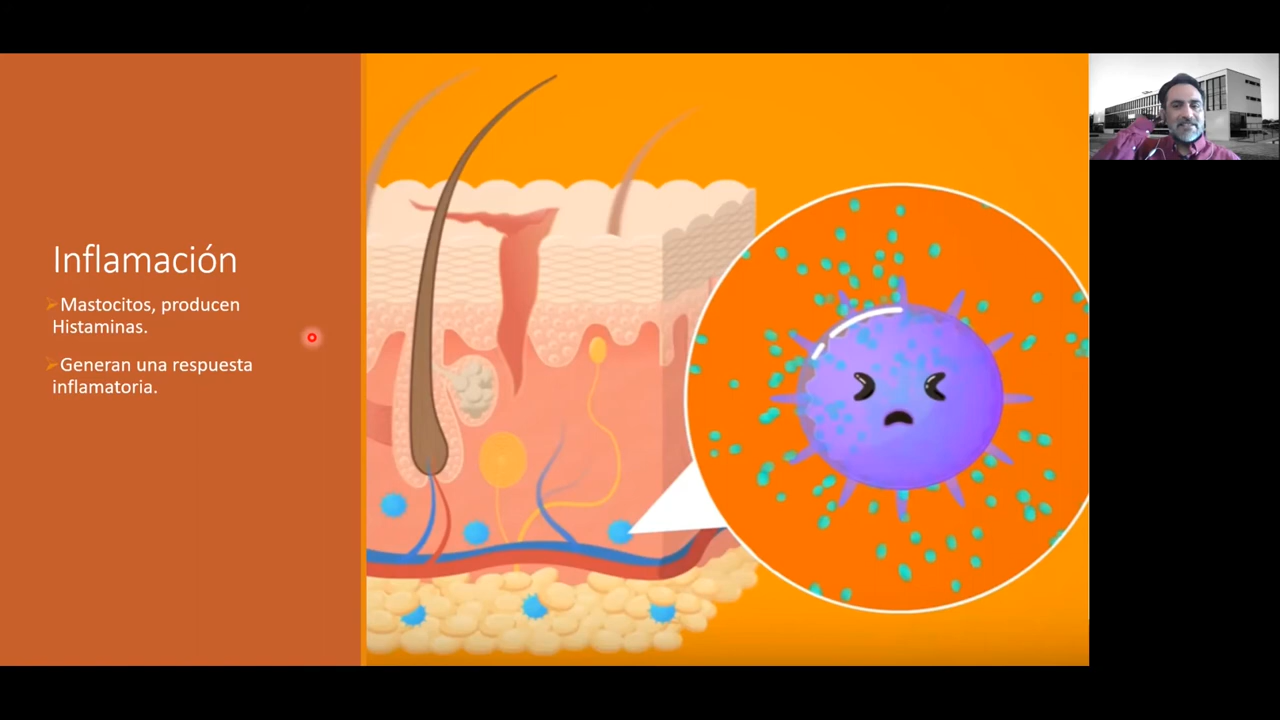 Inflamación
➢Mastocitos, producen
Histaminas.
➢Generan una respuesta
inflamatoria.